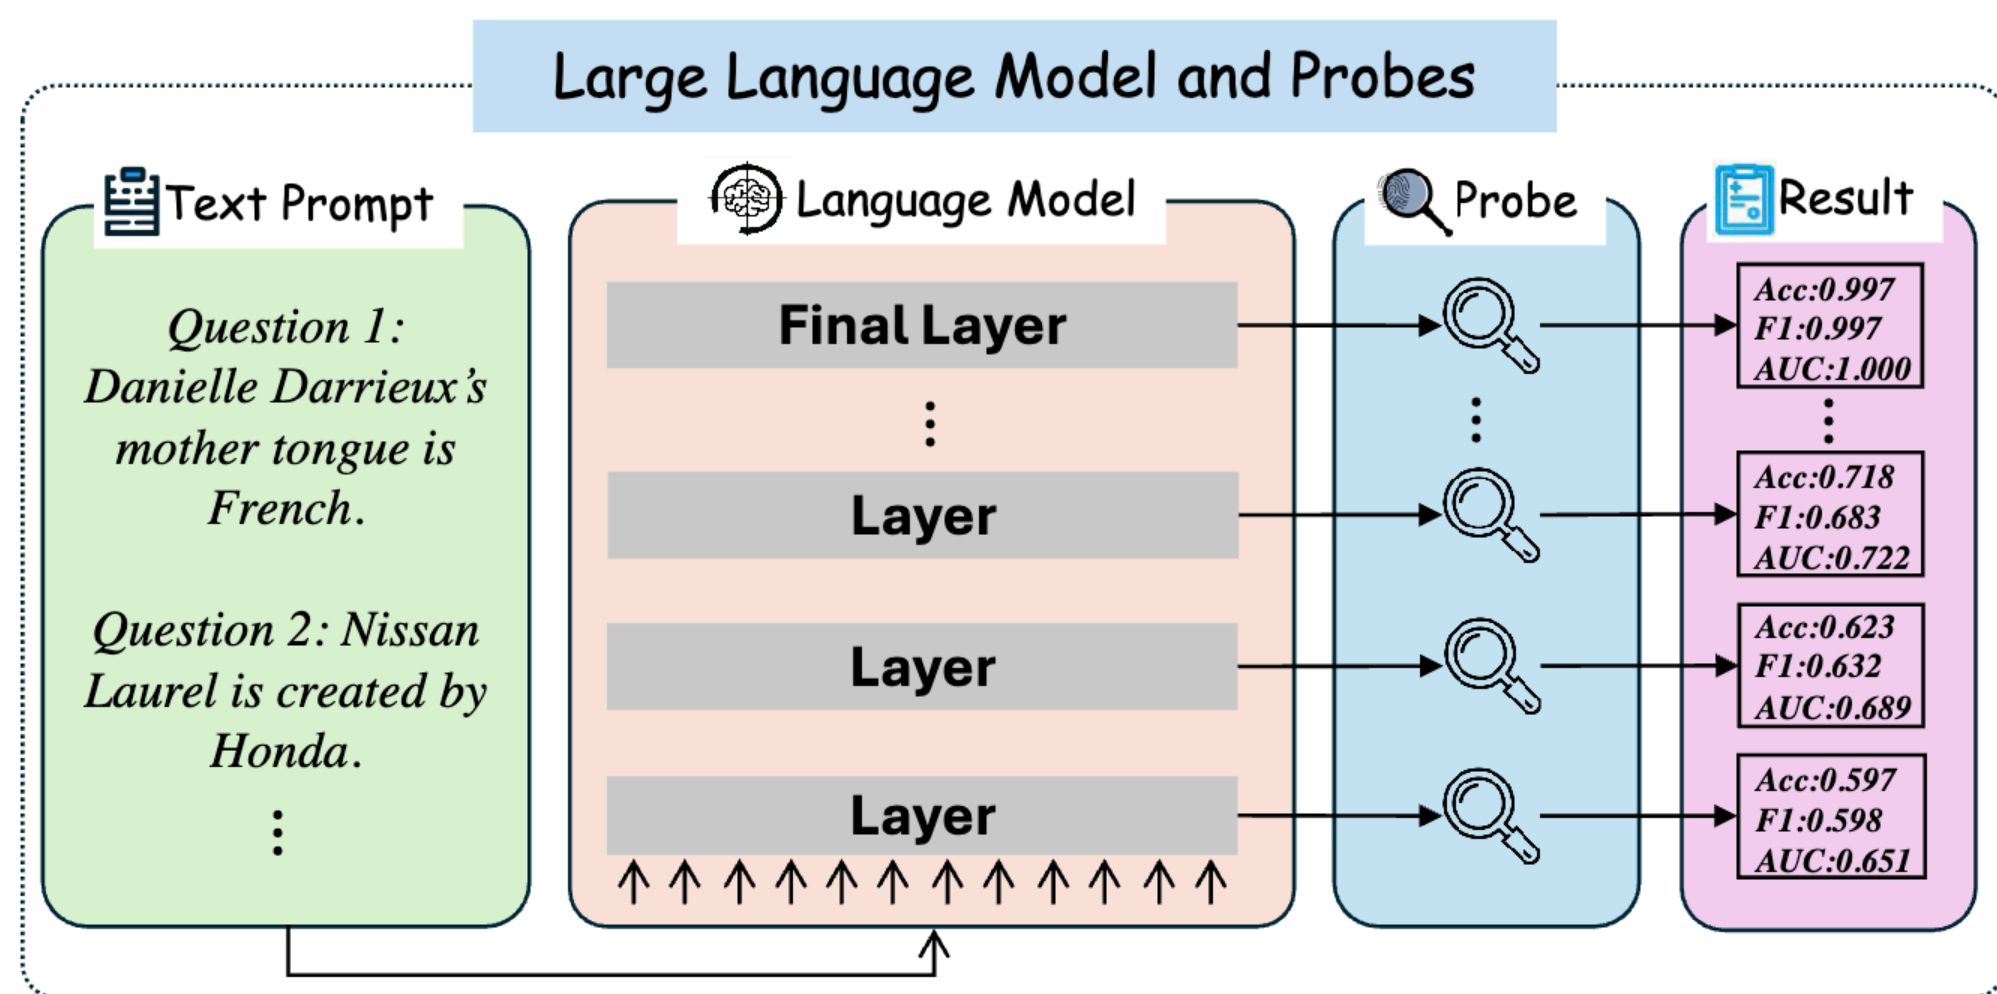 Large Language Model and Probes
Text Prompt
Question 1:
Danielle Darrieux’s
mother tongue is
French.
Question 2: Nissan
Laurel is created by
Honda.
Language Model
Final Layer
Layer
Layer
Layer
Probe
Result
Acc:0.997
F1:0.997
AUC:1.000
Acc:0.718
F1:0.683
AUC:0.722
Acc:0.623
F1:0.632
AUC:0.689
Acc:0.597
F1:0.598
AUC:0.651